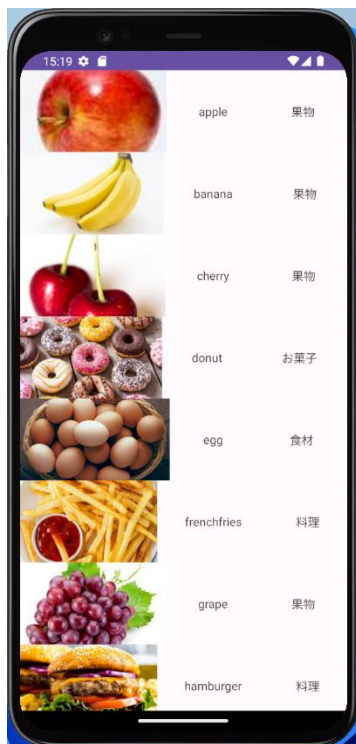 15:19
apple 果物
banana 果物
cherry 果物
donut お菓子
egg 食材
frenchfries 料理
grape 果物
hamburger 料理